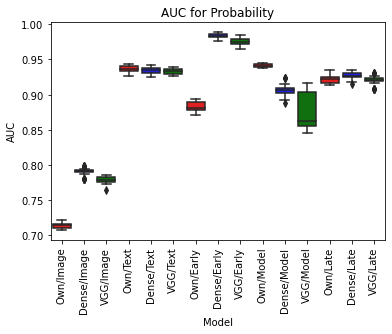 AUC for Probability
1.00
0.95
0.90
0.85
0.80
0.75
0.70
AUC
Own/Image
Dense/Image
VGG/Image
Own/Text
Dense/Text
VGG/Text
Own/Early
Dense/Early
VGG/Early
Own/Model
Dense/Model
VGG/Model
Own/Late
Dense/Late
VGG/Late
Model